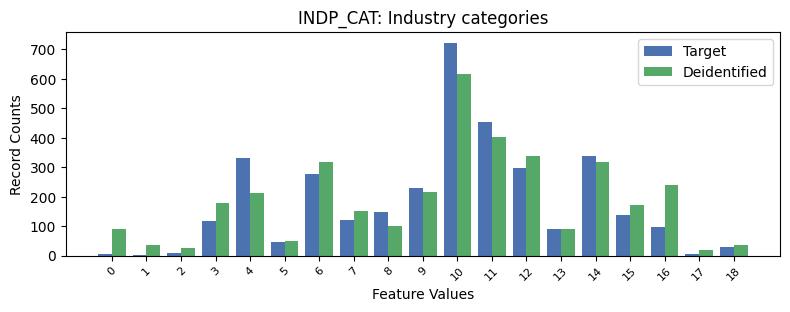 INDP_CAT: Industry categories
Target
Deidentified
Record Counts
700
600
500
400
300
200
100
0
0 1 2 3 4 5 6 7 8 9 10 11 12 13 14 15 16 17 18
Feature Values